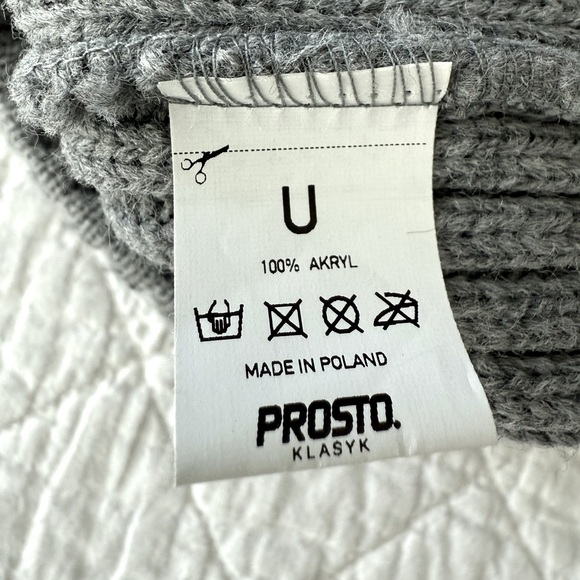 U
100% AKRYL
MADE IN POLAND
PROSTO.
KLASYK